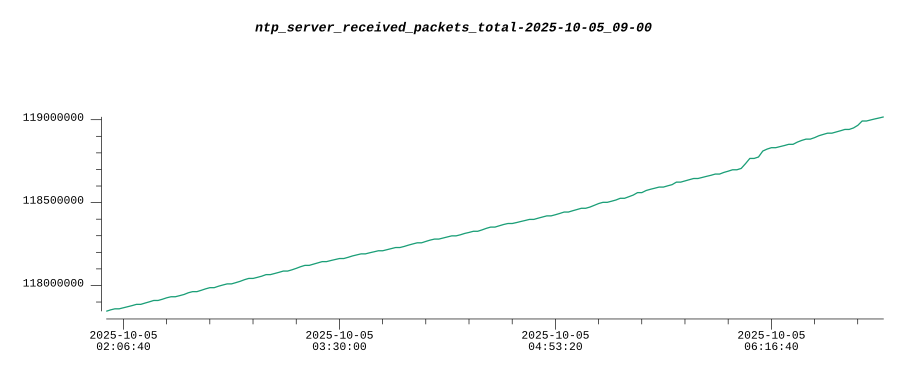 ntp_server_received_packets_total-2025-10-05_09-00
119000000
118500000
118000000
2025-10-05 2025-10-05 2025-10-05 2025-10-05
02:06:40 03:30:00 04:53:20 06:16:40